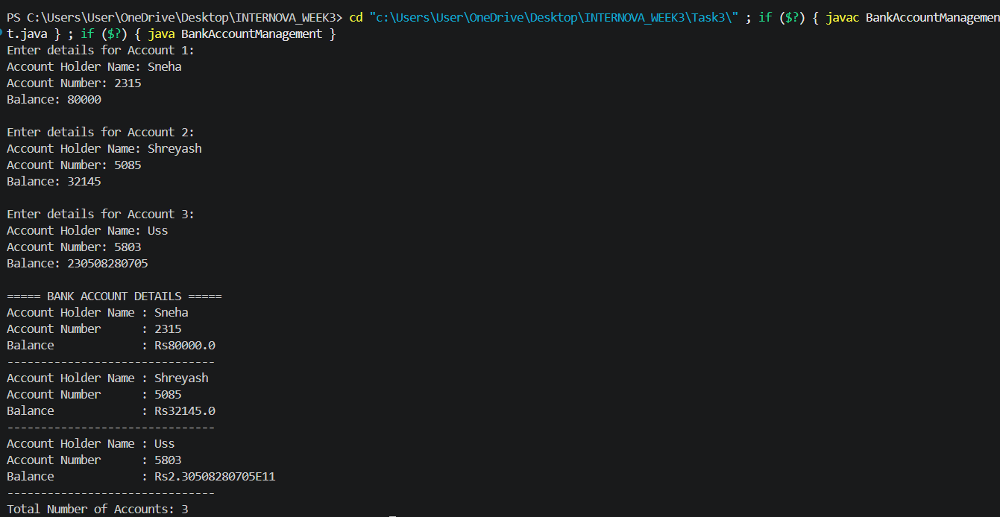 PS C:\Users\User\OneDrive\Desktop\INTERNOVA_WEEK3> cd "c:\Users\User\OneDrive\Desktop\INTERNOVA_WEEK3\Task3\" ; if ($?) { javac BankAccountManagemen
t.java } ; if ($?) { java BankAccountManagement }
Enter details for Account 1:
Account Holder Name: Sneha
Account Number: 2315
Balance: 80000

Enter details for Account 2:
Account Holder Name: Shreyash
Account Number: 5085
Balance: 32145

Enter details for Account 3:
Account Holder Name: Uss
Account Number: 5803
Balance: 230508280705

===== BANK ACCOUNT DETAILS =====
Account Holder Name : Sneha
Account Number      : 2315
Balance             : Rs80000.0
-------------------------------
Account Holder Name : Shreyash
Account Number      : 5085
Balance             : Rs32145.0
-------------------------------
Account Holder Name : Uss
Account Number      : 5803
Balance             : Rs2.30508280705E11
-------------------------------
Total Number of Accounts: 3